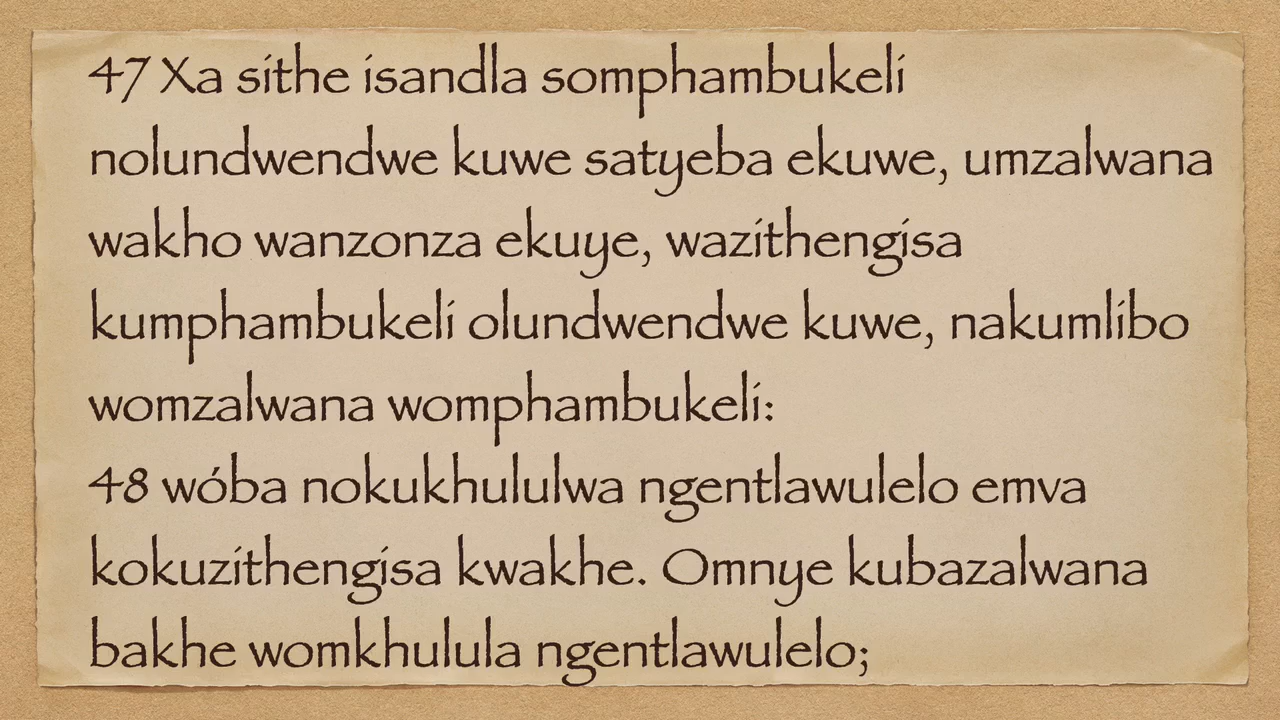 47 Xa sithe isandla somphambukeli
nolundwendwe kuwe satyeba ekuwe, umzalwana
wakho wanzonza ekuye, wazithengisa
kumphambukeli olundwendwe kuwe, nakumlibo
womzalwana womphambukeli:
48 wóba nokukhululwa ngentlawulelo emva
kokuzithengisa kwakhe. Omnye kubazalwana
bakhe womkhulula ngentlawulelo;